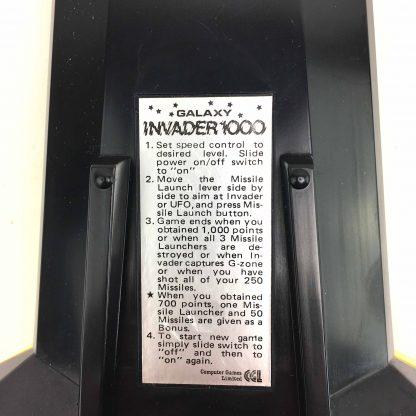 GALAXY
INVADER 1000
1. Set speed control to
desired level. Slide
power on/off switch
to "on"
2. Move the Missile
Launch lever side by
side to aim at Invader
or UFO, and press Mis-
sile Launch button.
3. Game ends when you
obtained 1,000 points
or when all 3 Missile
Launchers are de-
stroyed or when In-
vader captures G-zone
or when you have
shot all of your 250
Missiles.
★ When you obtained
700 points, one Mis-
sile Launcher and 50
Missiles are given as a
Bonus.
4. To start new game
simply slide switch to
"off" and then to
"on" again.
Computer Games
Limited CGL